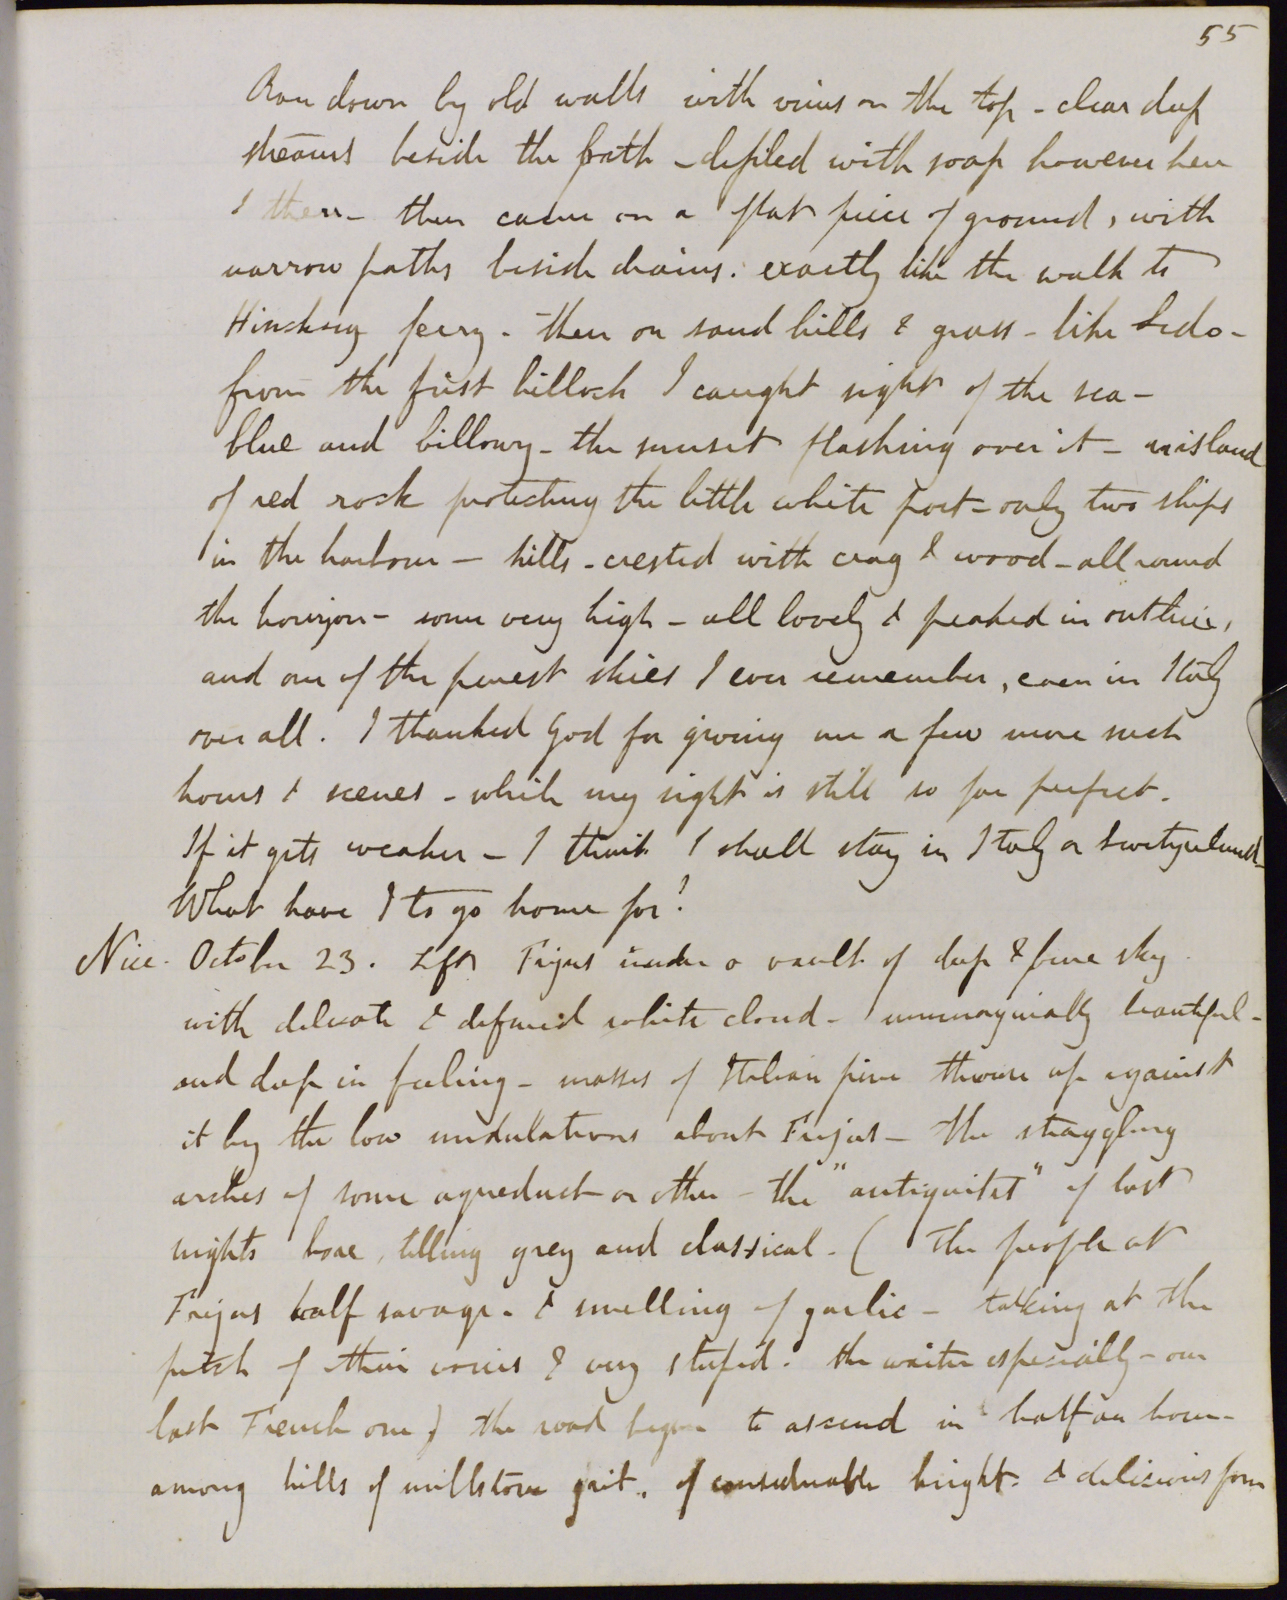 55
Ran down by old walls with vines on the top - clear deep
streams beside the path - defiled with soap however here
& there - then came on a flat piece of ground, with
narrow paths beside drains. exactly like the walk to
Hincksey ferry - then on sand hills & grass - like Lido -
from the first hillock I caught sight of the sea -
blue and billowy - the sunset flashing over it - an island
of red rock protecting the little white port - only two ships
in the harbour - hills - crested with crag & wood - all round
the horizon - some very high - all lovely & peaked in outline,
and one of the purest skies I ever remember, even in Italy
over all. I thanked God for giving me a few more such
hours & scenes - while my sight is still so far perfect.
If it gets weaker - I think I shall stay in Italy or Switzerland -
What have I to go home for!
Nice. October 23. Left Frejus under a vault of deep & pure sky
with delicate & defined white cloud - unimaginably beautiful -
and deep in feeling - masses of Italian pine thrown up against
it by the low undulations about Frejus - the straggling
arches of some aqueduct or other - the "antiquités" of last
nights boae, telling grey and classical. ( The people at
Frejus half savage - & smelling of garlic - talking at the
pitch of their voices & very stupid. the waiter especially - our
last French one) the road began to ascend in half an hour -
among hills of millstone grit, of considerable height. & delicious form